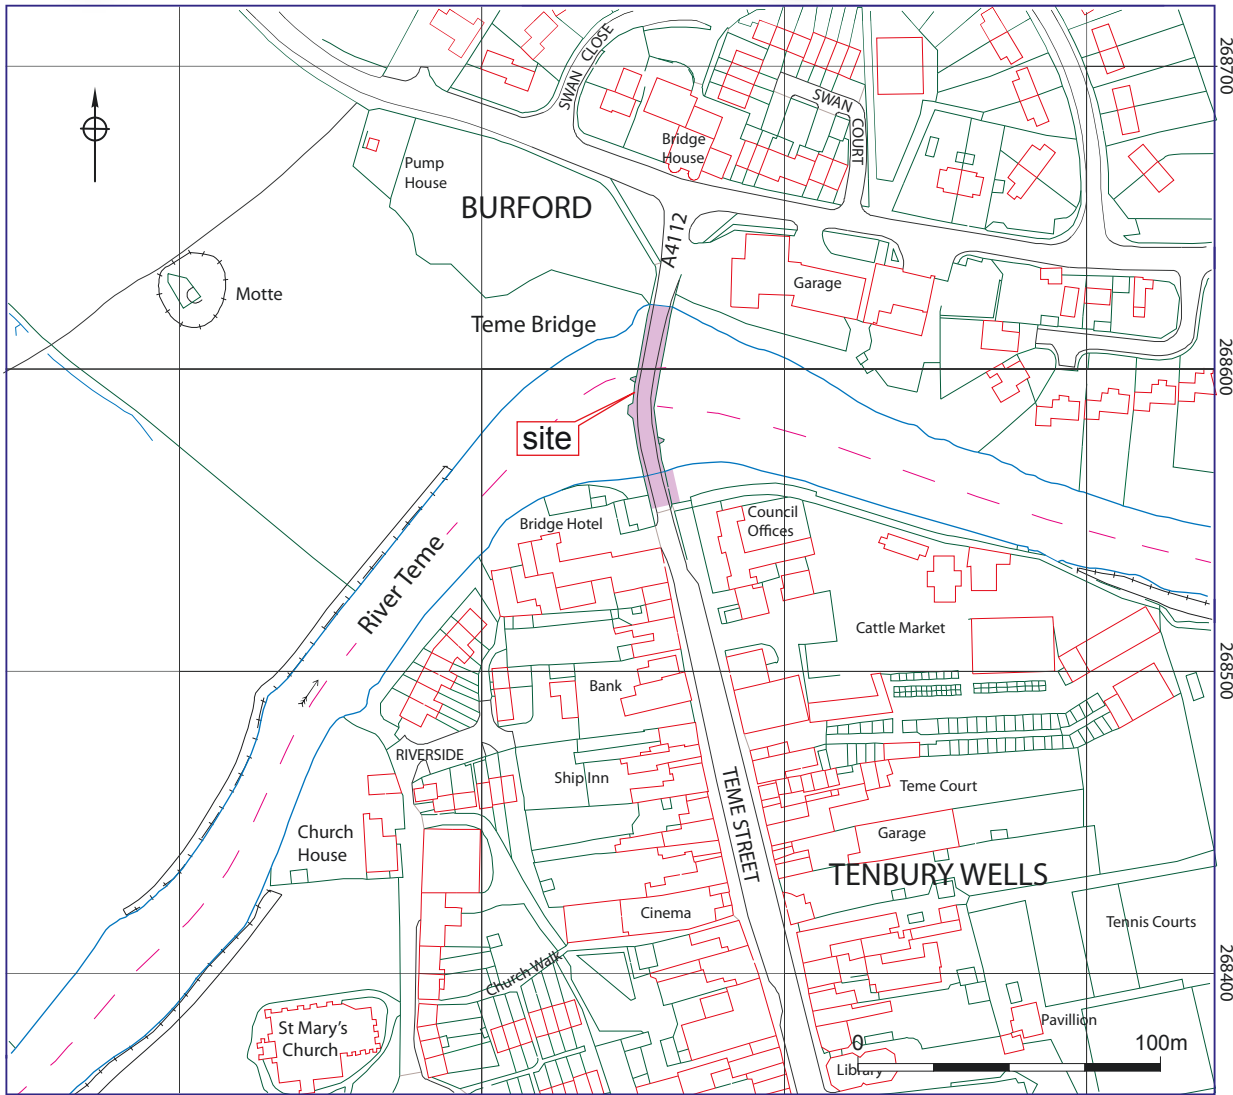 SWAN CLOSE
268700
SWAN
COURT
Bridge
House
Pump
House
BURFORD
A4112
Motte
Garage
Teme Bridge
268600
site
Bridge Hotel
Council
Offices
River Teme
Cattle Market
268500
Bank
RIVERSIDE
Ship Inn
TEME STREET
Teme Court
Church
House
Garage
TENBURY WELLS
Cinema
Tennis Courts
Church Walk
268400
St Mary's
Church
Pavillion
0
100m
Library